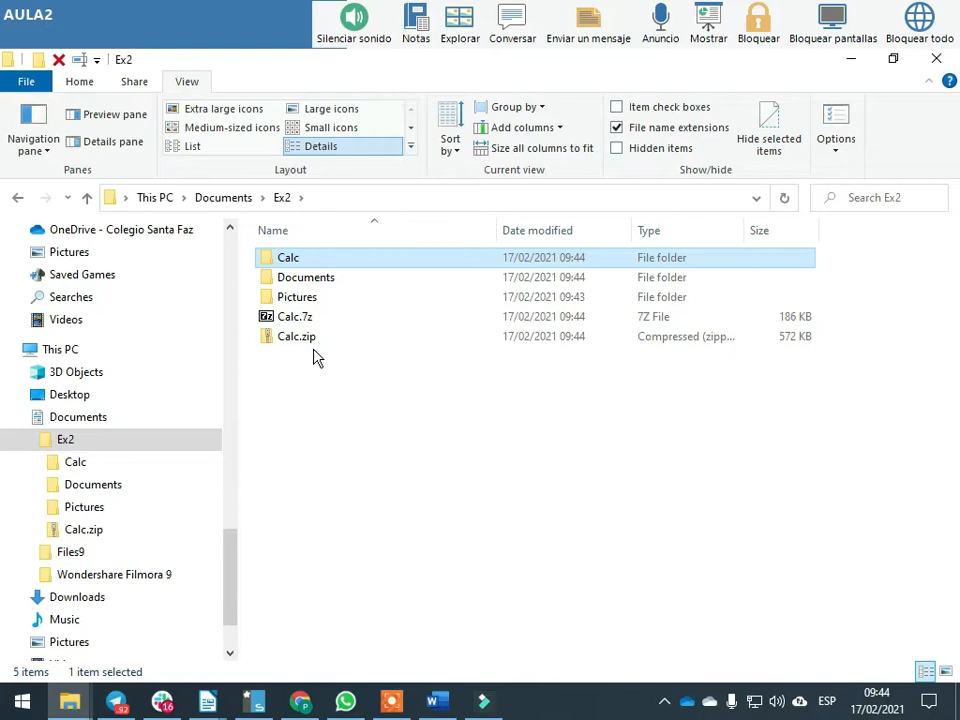 AULA2
Silenciar sonido
Notas
Explorar
Conversar
Enviar un mensaje
Anuncio
Mostrar
Bloquear
Bloquear pantallas
Bloquear todo
Ex2
File
Home
Share
View
Navigation pane
Preview pane
Details pane
Panes
Extra large icons
Large icons
Medium-sized icons
Small icons
List
Details
Layout
Sort by
Group by
Add columns
Size all columns to fit
Current view
Item check boxes
File name extensions
Hidden items
Hide selected items
Show/hide
Options
This PC > Documents > Ex2 >
Search Ex2
OneDrive - Colegio Santa Faz
Pictures
Saved Games
Searches
Videos
This PC
3D Objects
Desktop
Documents
Ex2
Calc
Documents
Pictures
Calc.zip
Files9
Wondershare Filmora 9
Downloads
Music
Pictures
Name Date modified Type Size
Calc 17/02/2021 09:44 File folder
Documents 17/02/2021 09:44 File folder
Pictures 17/02/2021 09:43 File folder
Calc.7z 17/02/2021 09:44 7Z File 186 KB
Calc.zip 17/02/2021 09:44 Compressed (zipp... 572 KB
5 items 1 item selected
92
16
ESP
09:44
17/02/2021